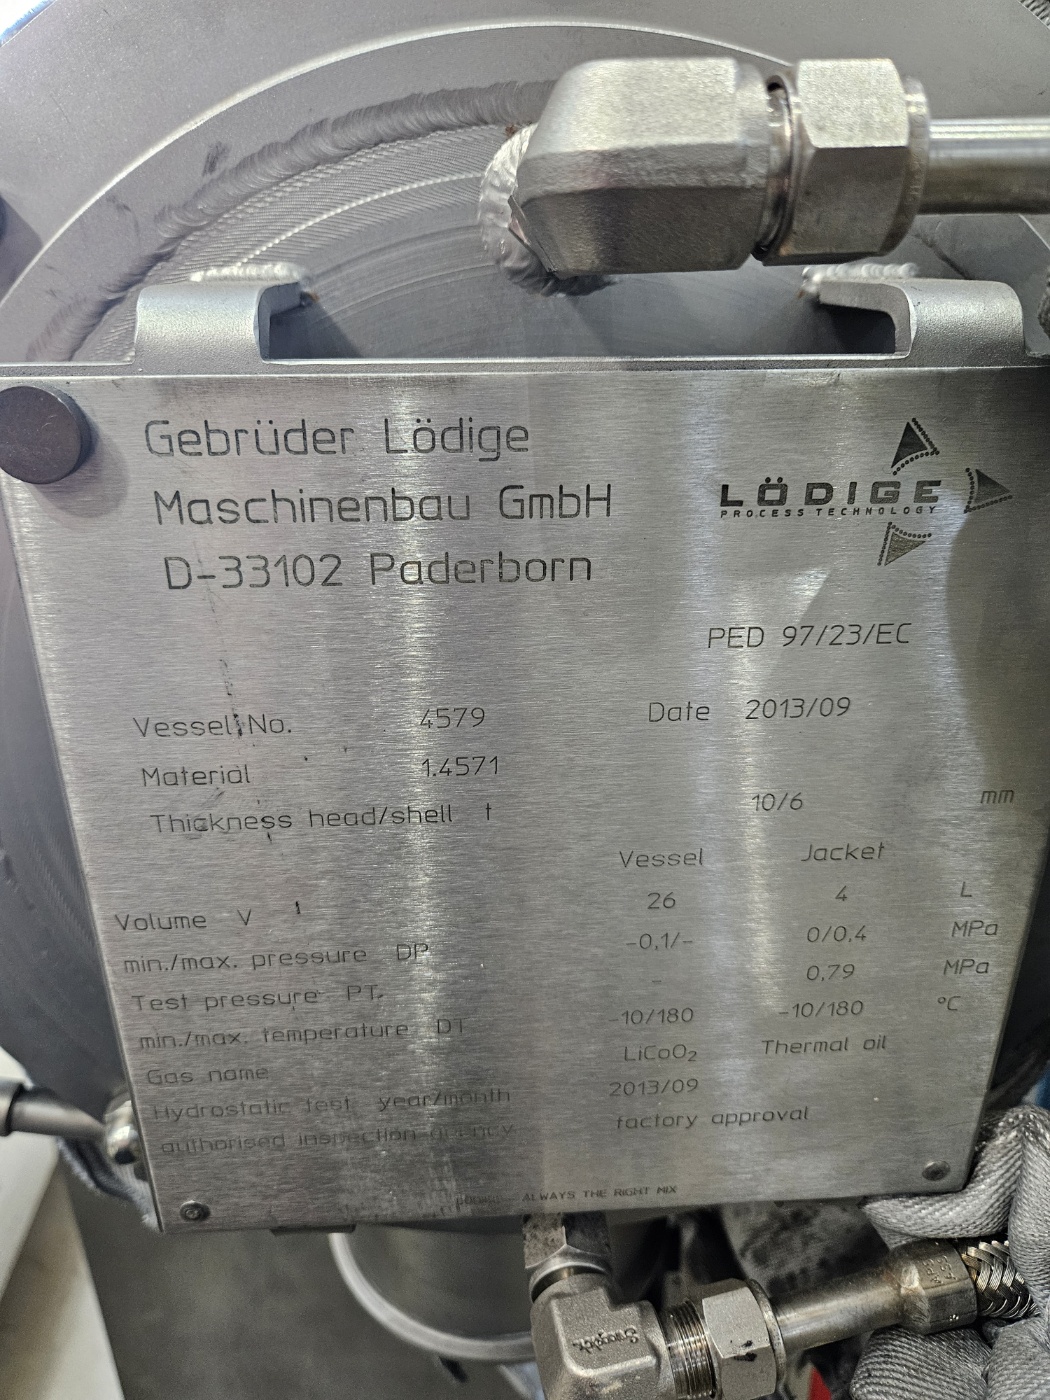 Gebrüder Lödige
Maschinenbau GmbH
D-33102 Paderborn
LÖDIGE
PROCESS TECHNOLOGY
PED 97/23/EC
Vessel No. 4579 Date 2013/09
Material 1.4571
Thickness head/shell t 10/6 mm
Vessel Jacket
Volume V 26 4 L
min./max. pressure DP -0,1/- 0/0,4 MPa
Test pressure PT - 0,79 MPa
min./max. temperature DT -10/180 -10/180 °C
Gas name LiCoO₂ Thermal oil
Hydrostatic test year/month 2013/09
authorised inspection agency factory approval
ALWAYS THE RIGHT MIX